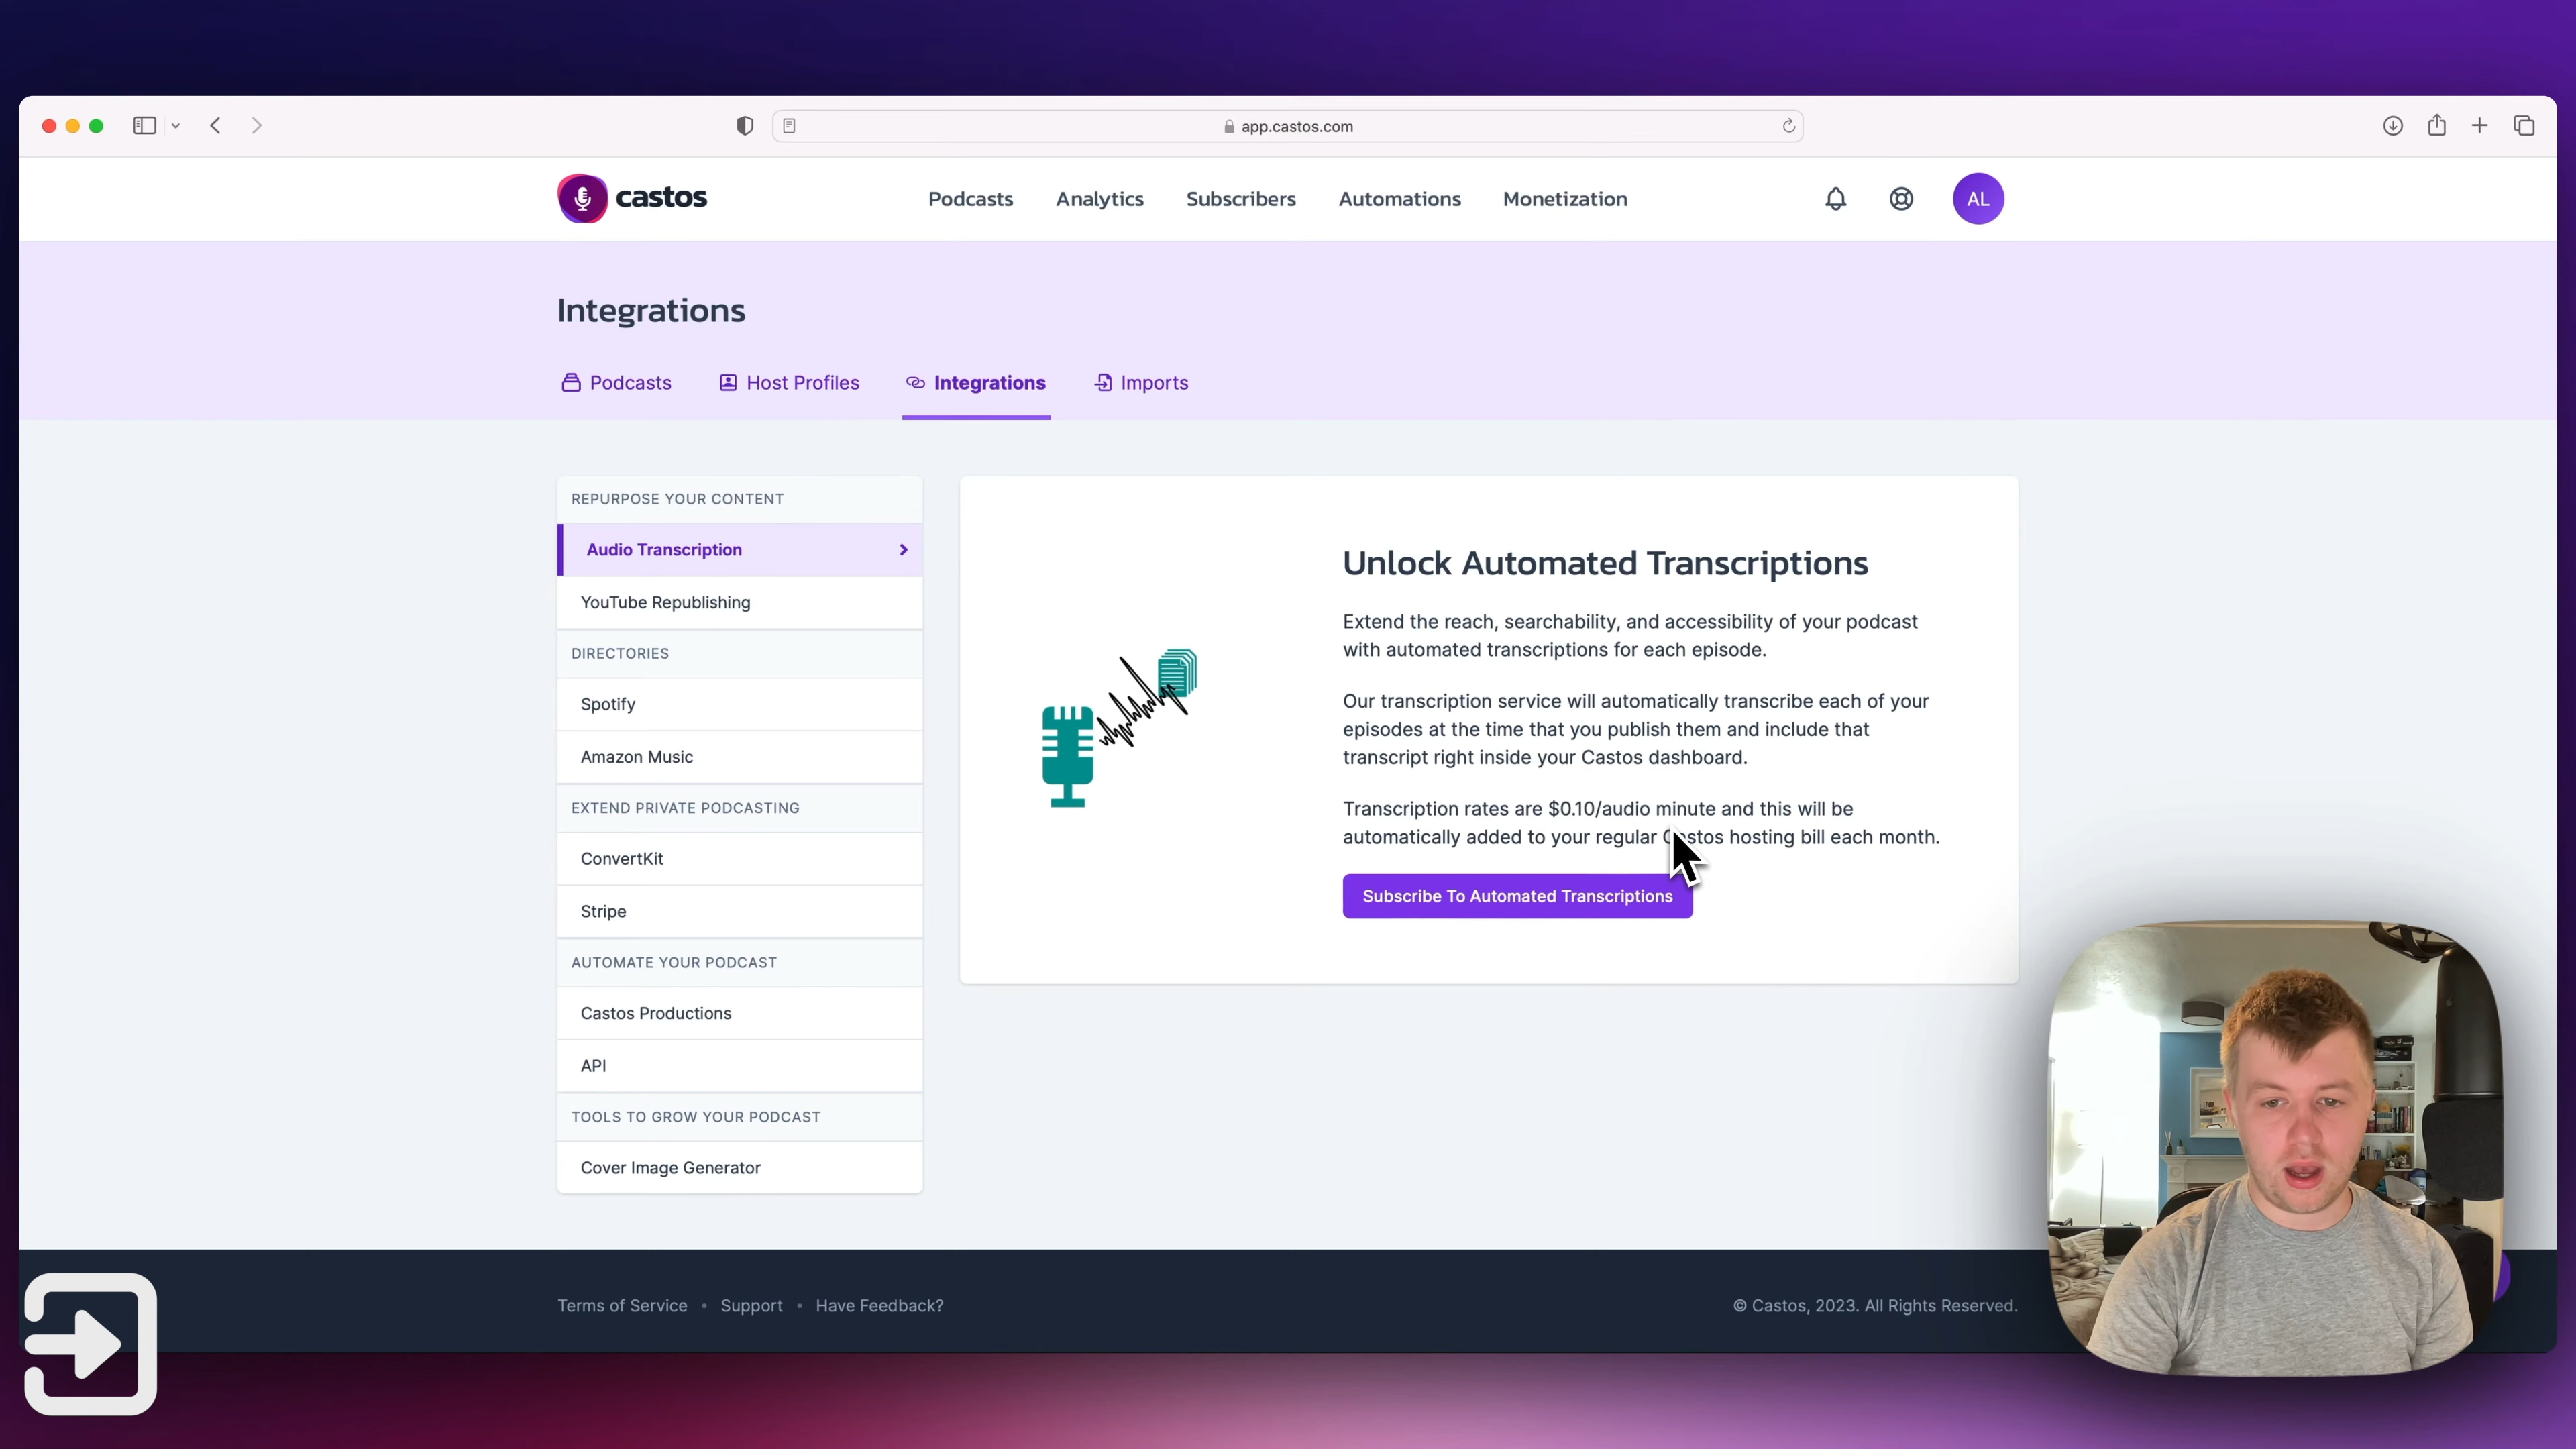 app.castos.com
castos
Podcasts
Analytics
Subscribers
Automations
Monetization
AL
Integrations
Podcasts
Host Profiles
Integrations
Imports
REPURPOSE YOUR CONTENT
Audio Transcription
YouTube Republishing
DIRECTORIES
Spotify
Amazon Music
EXTEND PRIVATE PODCASTING
ConvertKit
Stripe
AUTOMATE YOUR PODCAST
Castos Productions
API
TOOLS TO GROW YOUR PODCAST
Cover Image Generator
Unlock Automated Transcriptions
Extend the reach, searchability, and accessibility of your podcast
with automated transcriptions for each episode.
Our transcription service will automatically transcribe each of your
episodes at the time that you publish them and include that
transcript right inside your Castos dashboard.
Transcription rates are $0.10/audio minute and this will be
automatically added to your regular Castos hosting bill each month.
Subscribe To Automated Transcriptions
Terms of Service • Support • Have Feedback?
© Castos, 2023. All Rights Reserved.